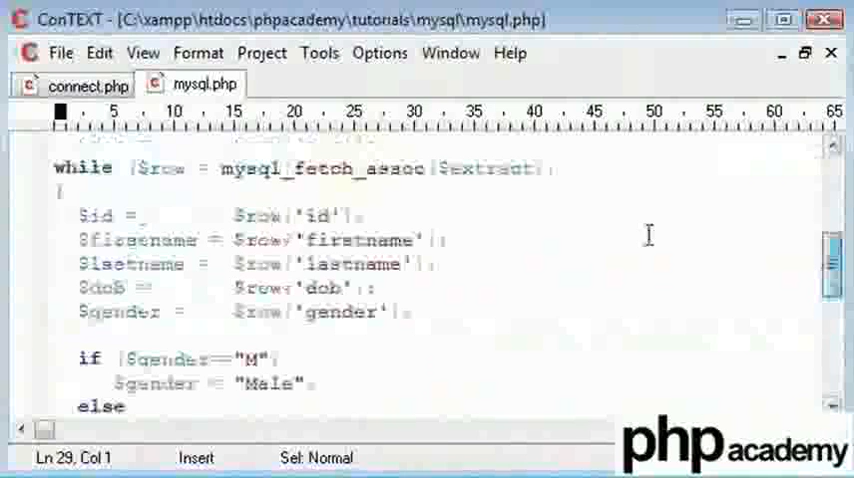 ConTEXT - [C:\xampp\htdocs\phpacademy\tutorials\mysql\mysql.php]
File Edit View Format Project Tools Options Window Help
connect.php mysql.php
5 10 15 20 25 30 35 40 45 50 55 60 65
while ($row = mysql_fetch_assoc($extract))
{
$id = $row['id'];
$firstname = $row['firstname'];
$lastname = $row['lastname'];
$dob = $row['dob'];
$gender = $row['gender'];
if ($gender=="M")
$gender = "Male";
else
Ln 29, Col 1 Insert Sel: Normal
php academy